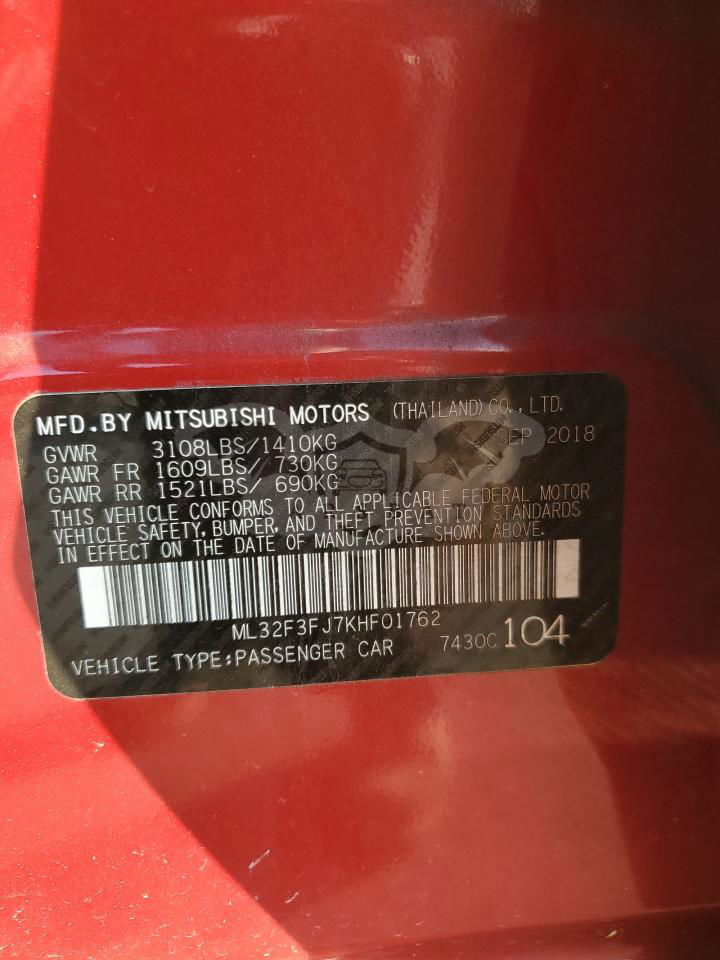 MFD.BY MITSUBISHI MOTORS (THAILAND)CO.,LTD.
GVWR 3108LBS/1410KG SEP 2018
GAWR FR 1609LBS/ 730KG
GAWR RR 1521LBS/ 690KG
THIS VEHICLE CONFORMS TO ALL APPLICABLE FEDERAL MOTOR
VEHICLE SAFETY, BUMPER, AND THEFT PREVENTION STANDARDS
IN EFFECT ON THE DATE OF MANUFACTURE SHOWN ABOVE.
ML32F3FJ7KHF01762
VEHICLE TYPE:PASSENGER CAR 7430C 104